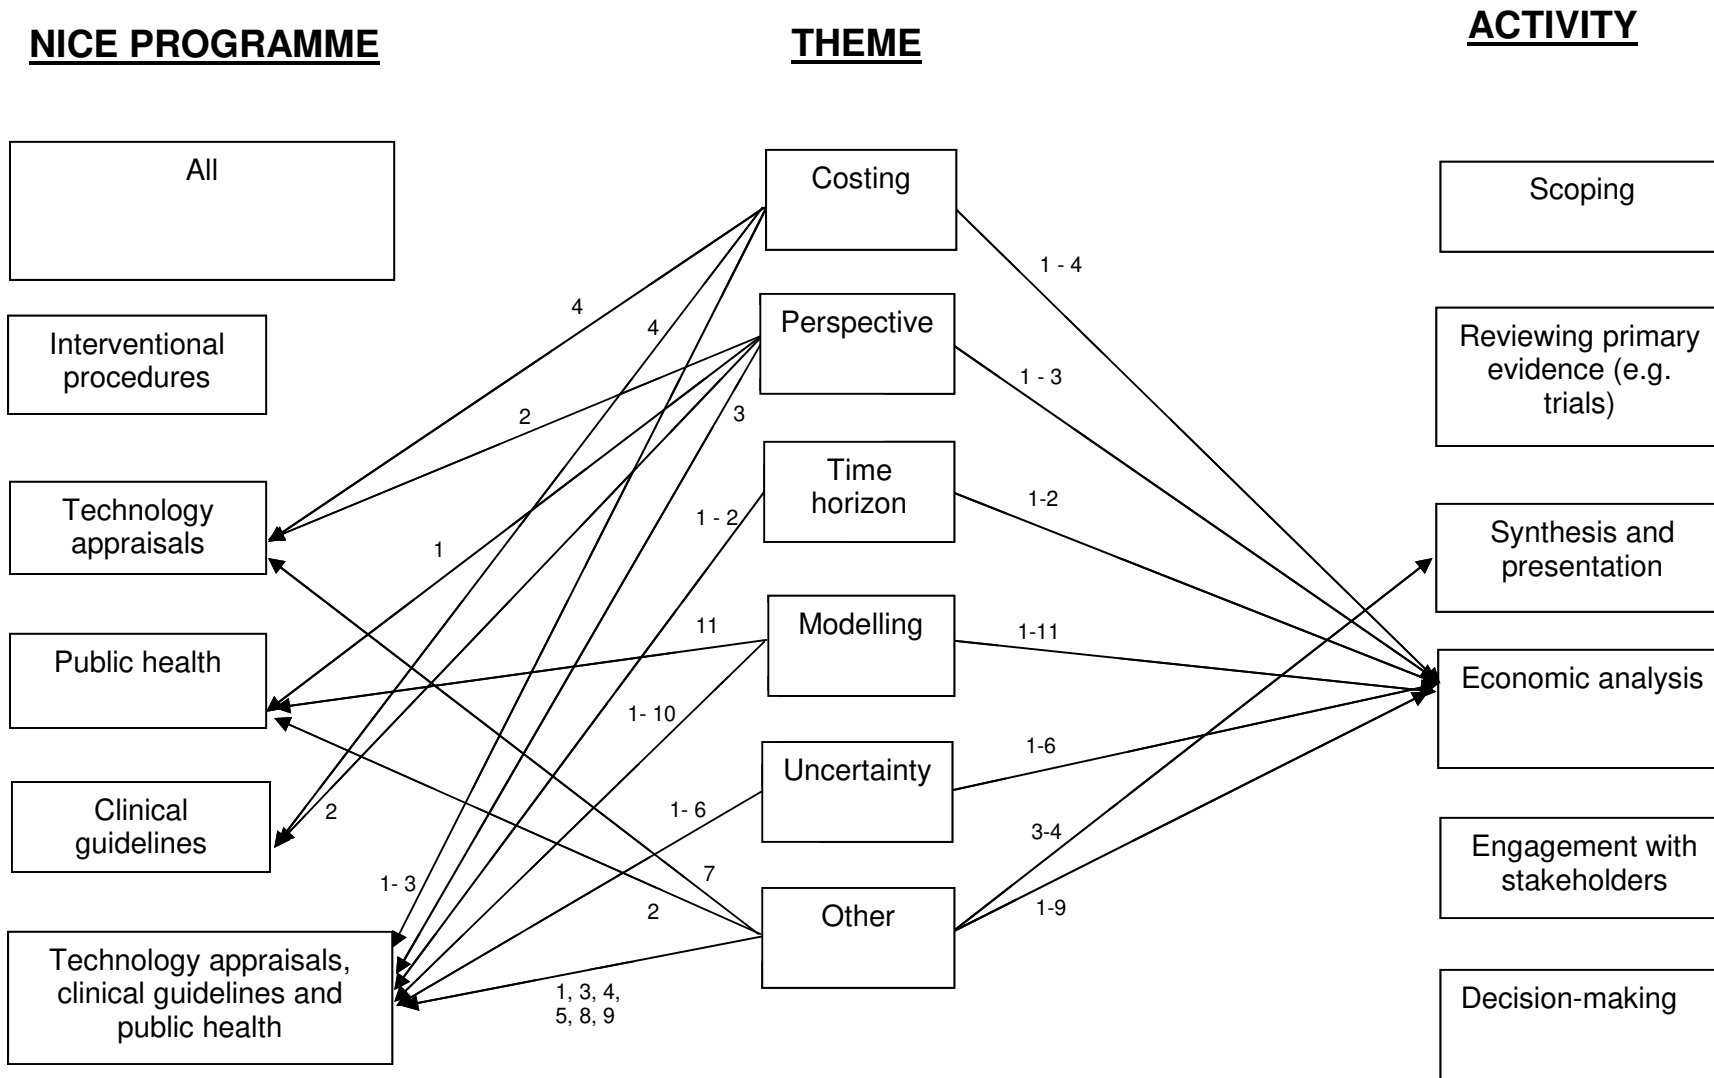 NICE PROGRAMME
THEME
ACTIVITY
All
Interventional
procedures
Technology
appraisals
Public health
Clinical
guidelines
Technology appraisals,
clinical guidelines and
public health
4
4
2
3
1 - 2
1
11
1- 10
2
1- 6
1- 3
7
2
1, 3, 4,
5, 8, 9
Costing
Perspective
Time
horizon
Modelling
Uncertainty
Other
1 - 4
1 - 3
1-2
1-11
1-6
3-4
1-9
Scoping
Reviewing primary
evidence (e.g.
trials)
Synthesis and
presentation
Economic analysis
Engagement with
stakeholders
Decision-making